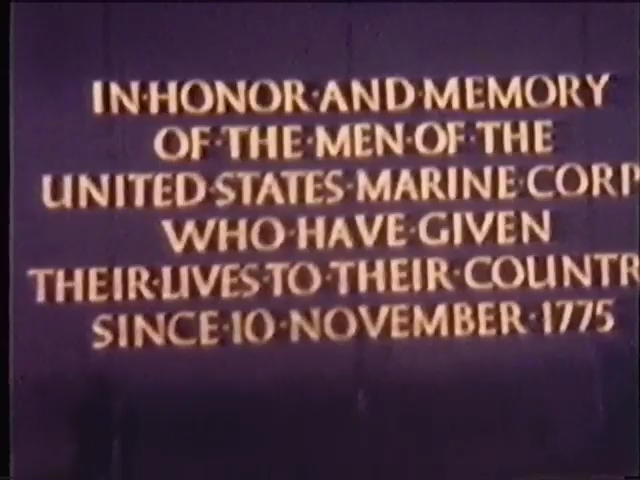 IN·HONOR·AND·MEMORY
OF·THE·MEN·OF·THE
UNITED·STATES·MARINE·CORP
WHO·HAVE·GIVEN
THEIR·LIVES·TO·THEIR·COUNTR
SINCE·10·NOVEMBER·1775